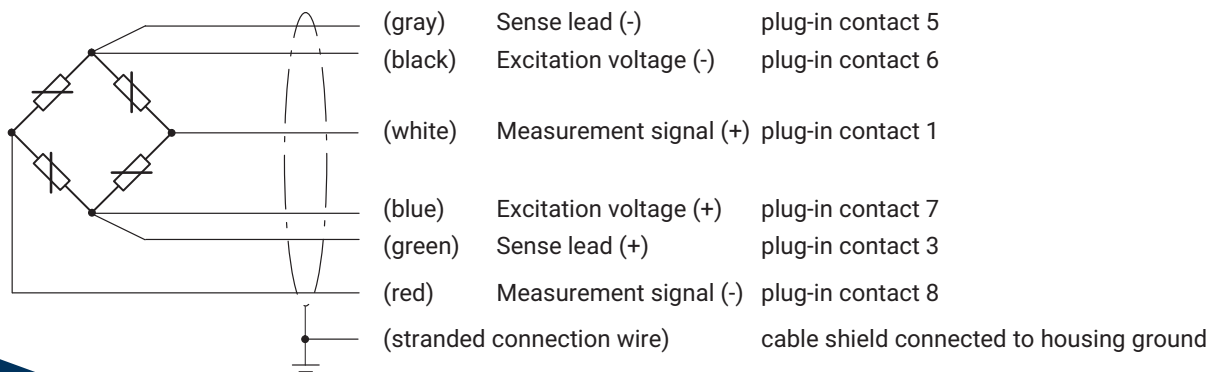 (gray) Sense lead (-) plug-in contact 5
(black) Excitation voltage (-) plug-in contact 6
(white) Measurement signal (+) plug-in contact 1
(blue) Excitation voltage (+) plug-in contact 7
(green) Sense lead (+) plug-in contact 3
(red) Measurement signal (-) plug-in contact 8
(stranded connection wire) cable shield connected to housing ground